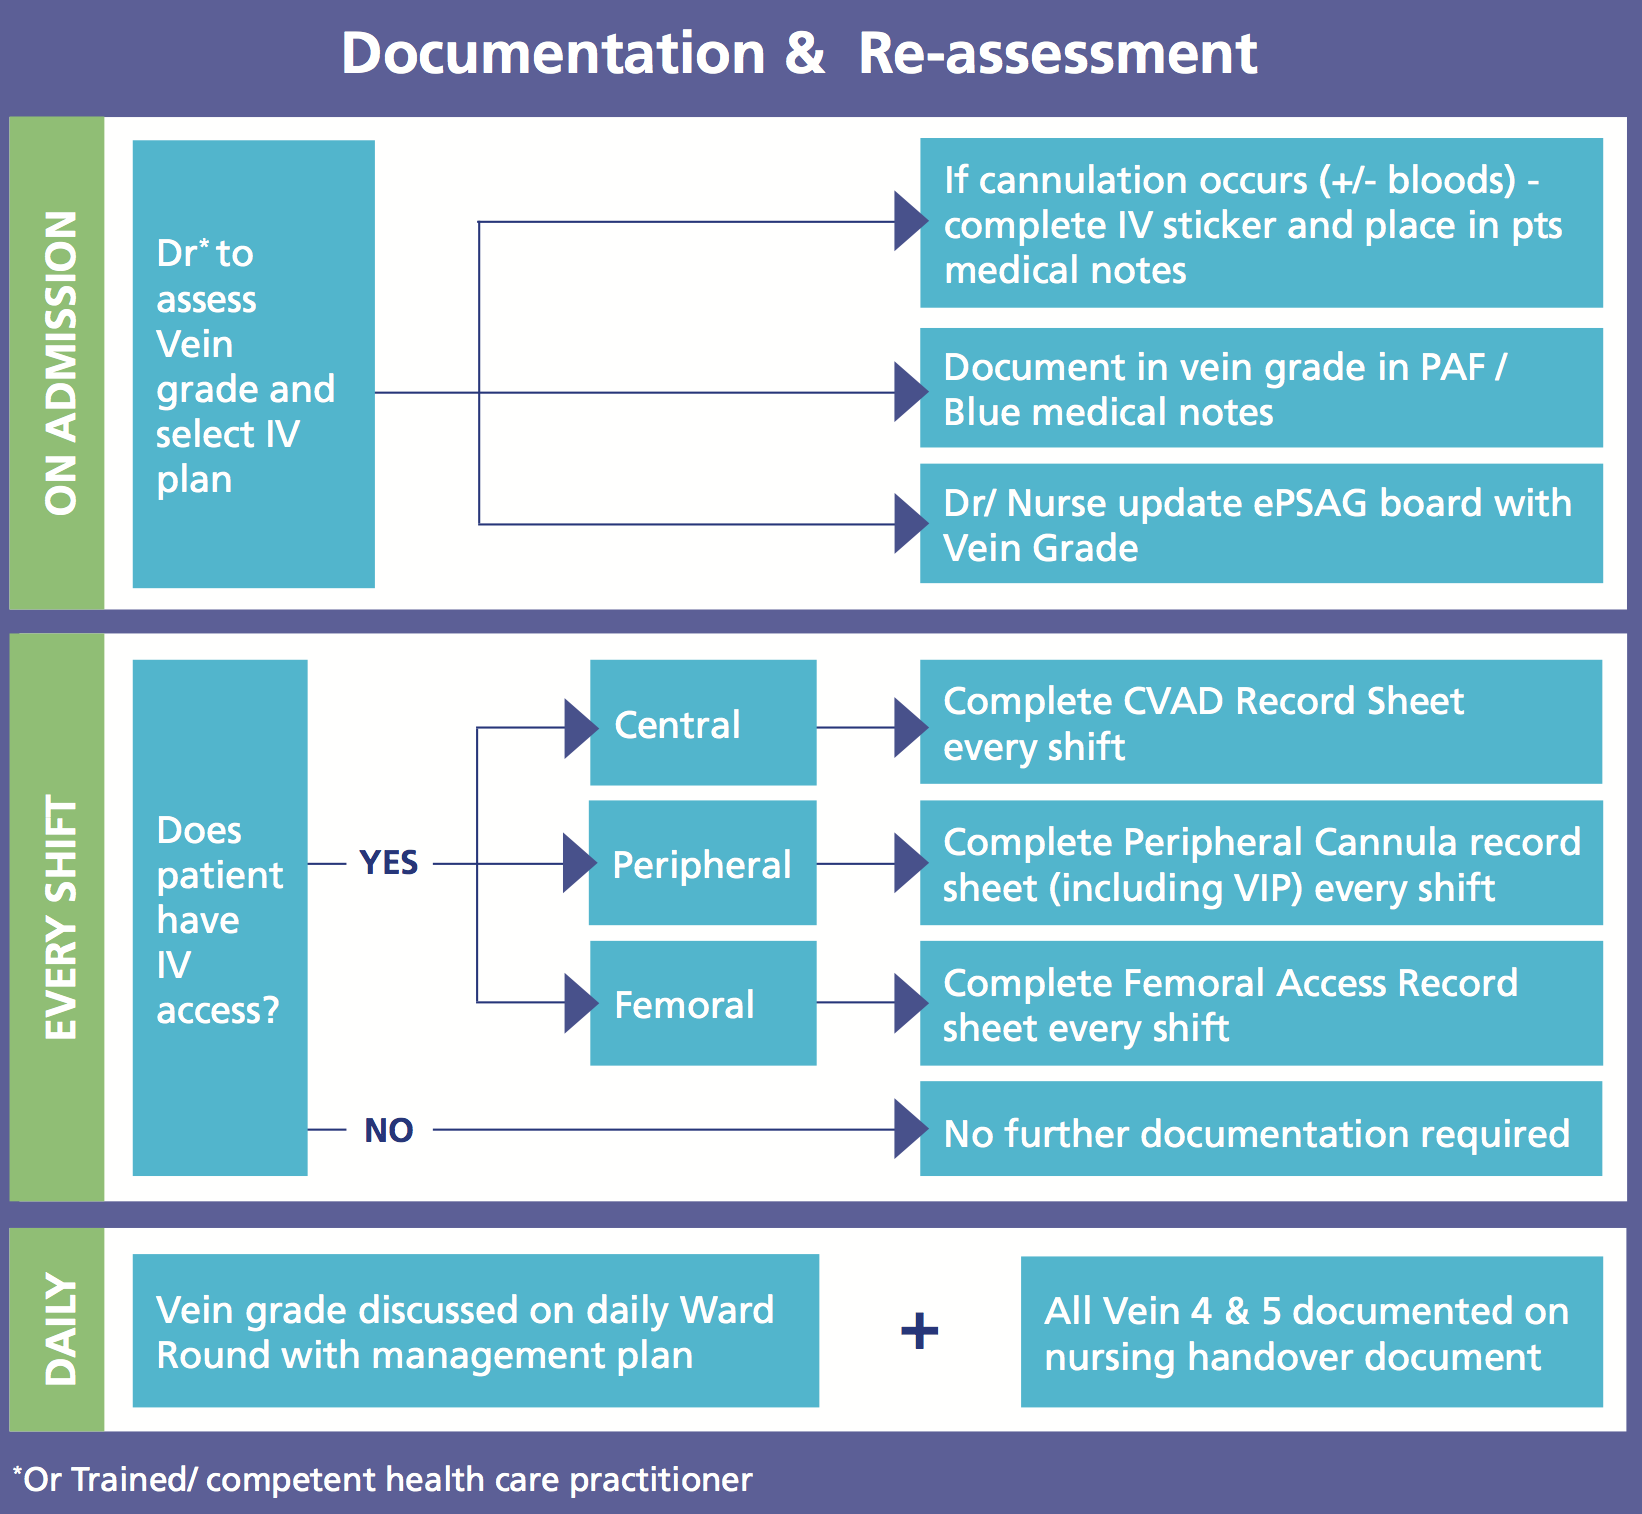 Documentation & Re-assessment
ON ADMISSION
Dr* to
assess
Vein
grade and
select IV
plan
If cannulation occurs (+/- bloods) -
complete IV sticker and place in pts
medical notes
Document in vein grade in PAF /
Blue medical notes
Dr/ Nurse update ePSAG board with
Vein Grade
EVERY SHIFT
Does
patient
have
IV
access?
YES
Central
Complete CVAD Record Sheet
every shift
Peripheral
Complete Peripheral Cannula record
sheet (including VIP) every shift
Femoral
Complete Femoral Access Record
sheet every shift
NO
No further documentation required
DAILY
Vein grade discussed on daily Ward
Round with management plan
+
All Vein 4 & 5 documented on
nursing handover document
*Or Trained/ competent health care practitioner